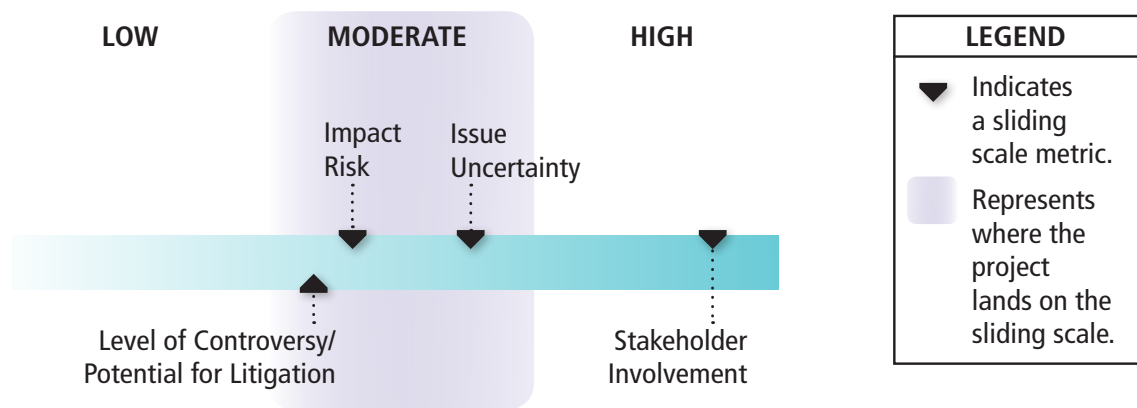 LOW
MODERATE
HIGH
Impact
Risk
Issue
Uncertainty
Level of Controversy/
Potential for Litigation
Stakeholder
Involvement
LEGEND
Indicates
a sliding
scale metric.
Represents
where the
project
lands on the
sliding scale.